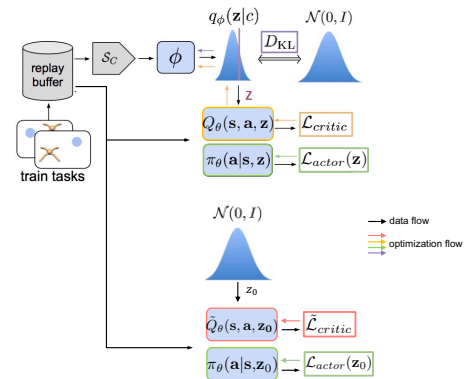 q_ϕ(𝐳|c)
𝒩(0, I)
replay
buffer
𝒮_C
ϕ
D_KL
z
Q_θ(s, a, z)
ℒ_critic
π_θ(a|s, z)
ℒ_actor(z)
train tasks
𝒩(0, I)
data flow
optimization flow
z_0
Q̃_θ(s, a, z_0)
ℒ̃_critic
π_θ(a|s,z_0)
ℒ_actor(z_0)